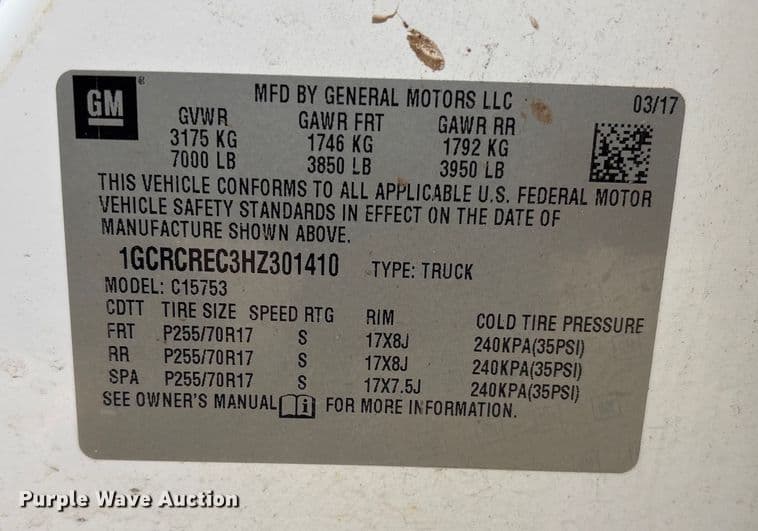 GM ®
MFD BY GENERAL MOTORS LLC 03/17
GVWR GAWR FRT GAWR RR
3175 KG 1746 KG 1792 KG
7000 LB 3850 LB 3950 LB
THIS VEHICLE CONFORMS TO ALL APPLICABLE U.S. FEDERAL MOTOR
VEHICLE SAFETY STANDARDS IN EFFECT ON THE DATE OF
MANUFACTURE SHOWN ABOVE.
1GCRCREC3HZ301410 TYPE: TRUCK
MODEL: C15753
CDTT TIRE SIZE SPEED RTG RIM COLD TIRE PRESSURE
FRT P255/70R17 S 17X8J 240KPA(35PSI)
RR P255/70R17 S 17X8J 240KPA(35PSI)
SPA P255/70R17 S 17X7.5J 240KPA(35PSI)
SEE OWNER'S MANUAL i FOR MORE INFORMATION.
Purple Wave Auction